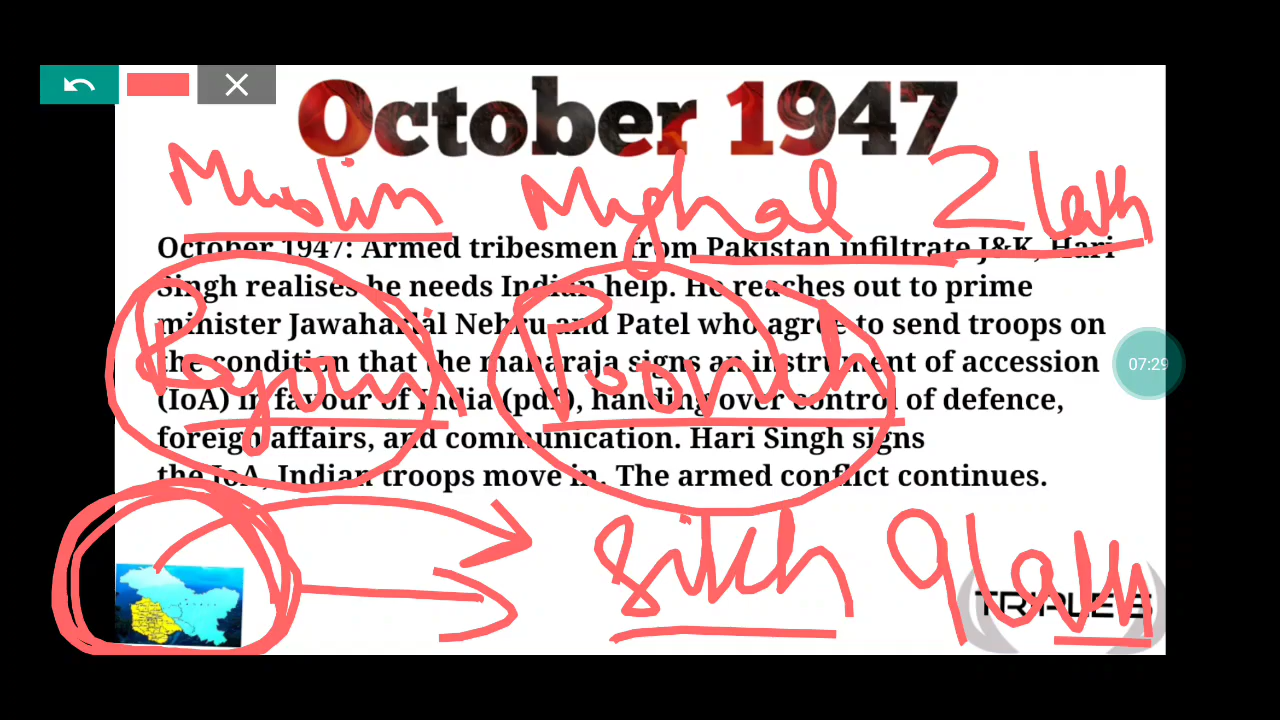 October 1947
Muslim Mughal 2 lakh
October 1947: Armed tribesmen from Pakistan infiltrate J&K, Hari
Singh realises he needs Indian help. He reaches out to prime
minister Jawaharlal Nehru and Patel who agree to send troops on
the condition that the maharaja signs an instrument of accession
(IoA) in favour of India (pdf), handing over control of defence,
foreign affairs, and communication. Hari Singh signs
the IoA, Indian troops move in. The armed conflict continues.
Poonch
Sikh 9 lakh
TRIPLE S
07:29